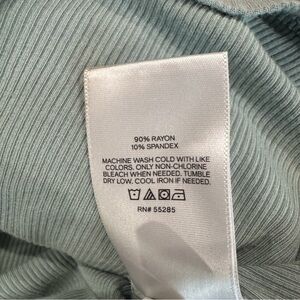 90% RAYON
10% SPANDEX
MACHINE WASH COLD WITH LIKE
COLORS, ONLY NON-CHLORINE
BLEACH WHEN NEEDED. TUMBLE
DRY LOW, COOL IRON IF NEEDED.
RN# 55285